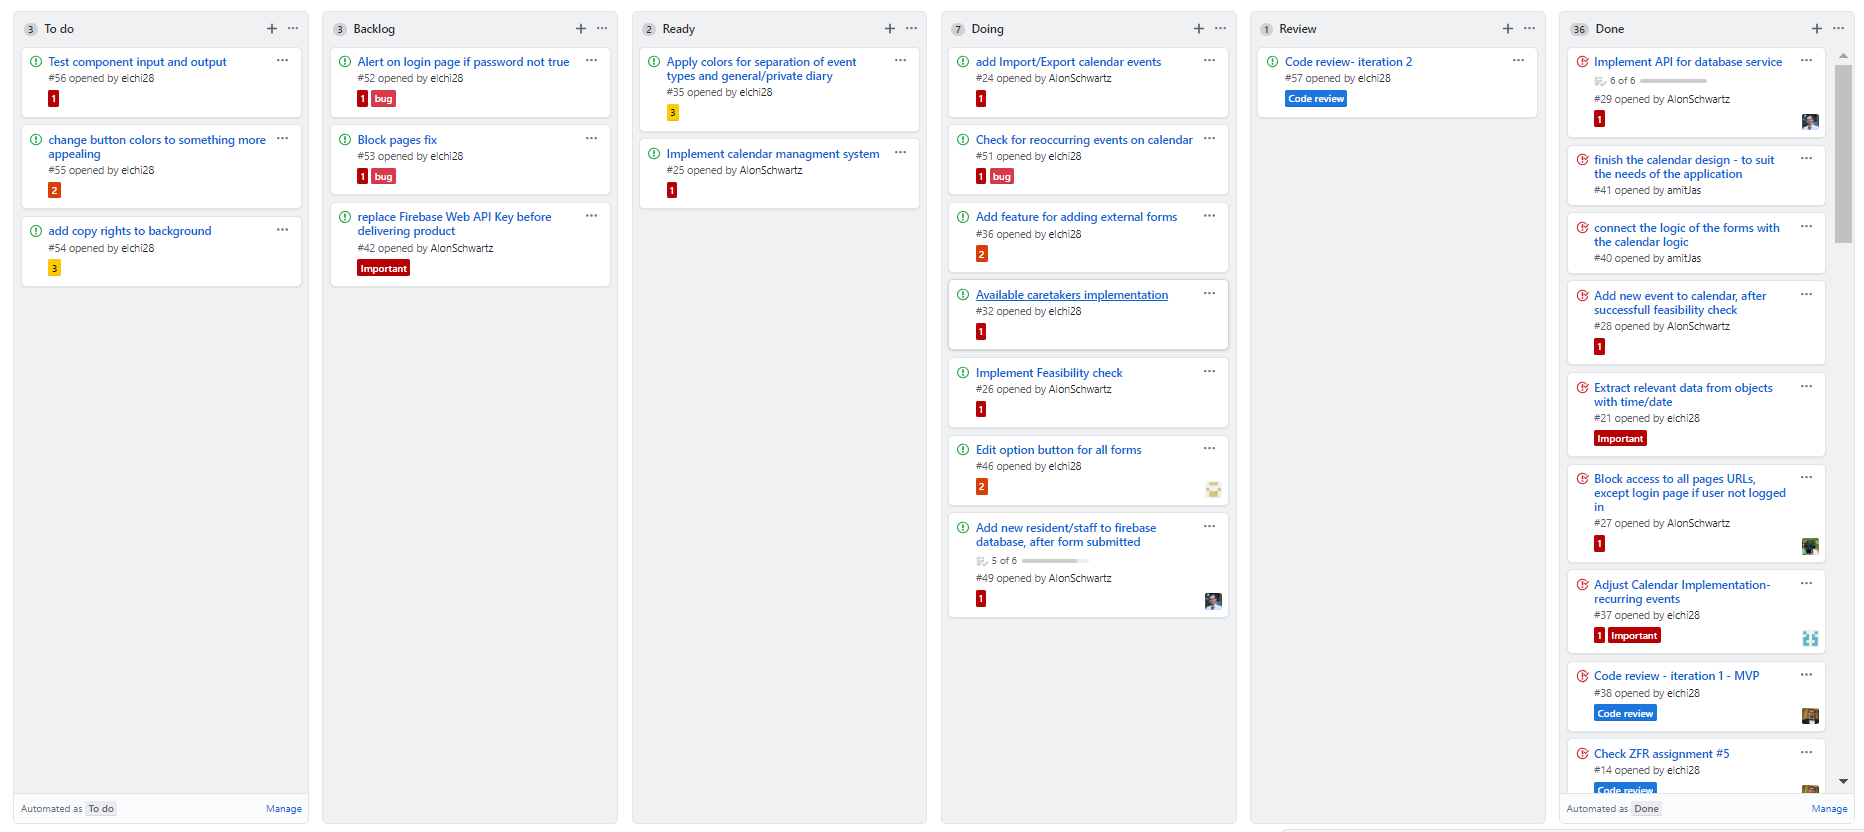 3 To do
Test component input and output
#56 opened by elchi28
1
change button colors to something more
appealing
#55 opened by elchi28
2
add copy rights to background
#54 opened by elchi28
3
Automated as To do Manage
3 Backlog
Alert on login page if password not true
#52 opened by elchi28
1 bug
Block pages fix
#53 opened by elchi28
1 bug
replace Firebase Web API Key before
delivering product
#42 opened by AlonSchwartz
Important
2 Ready
Apply colors for separation of event
types and general/private diary
#35 opened by elchi28
3
Implement calendar managment system
#25 opened by AlonSchwartz
1
7 Doing
add Import/Export calendar events
#24 opened by AlonSchwartz
1
Check for reoccurring events on calendar
#51 opened by elchi28
1 bug
Add feature for adding external forms
#36 opened by elchi28
2
Available caretakers implementation
#32 opened by elchi28
1
Implement Feasibility check
#26 opened by AlonSchwartz
1
Edit option button for all forms
#46 opened by elchi28
2
Add new resident/staff to firebase
database, after form submitted
5 of 6
#49 opened by AlonSchwartz
1
1 Review
Code review- iteration 2
#57 opened by elchi28
Code review
36 Done
Implement API for database service
6 of 6
#29 opened by AlonSchwartz
1
finish the calendar design - to suit
the needs of the application
#41 opened by amitJas
connect the logic of the forms with
the calendar logic
#40 opened by amitJas
Add new event to calendar, after
successfull feasibility check
#28 opened by AlonSchwartz
1
Extract relevant data from objects
with time/date
#21 opened by elchi28
Important
Block access to all pages URLs,
except login page if user not logged
in
#27 opened by AlonSchwartz
1
Adjust Calendar Implementation-
recurring events
#37 opened by elchi28
1 Important
Code review - iteration 1 - MVP
#38 opened by elchi28
Code review
Check ZFR assignment #5
#14 opened by elchi28
Code review
Automated as Done Manage